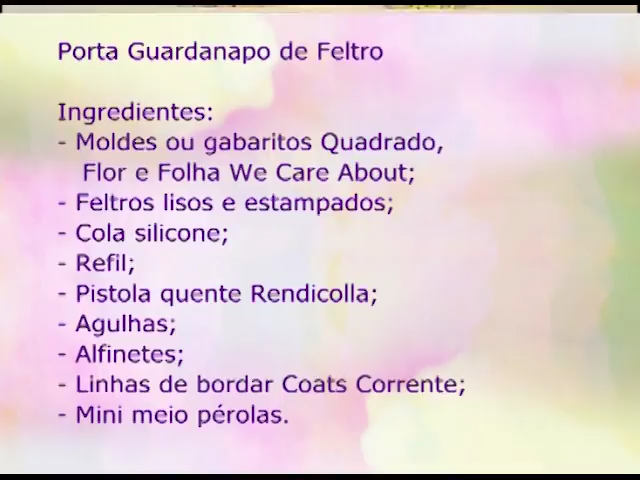 Porta Guardanapo de Feltro
Ingredientes:
- Moldes ou gabaritos Quadrado,
Flor e Folha We Care About;
- Feltros lisos e estampados;
- Cola silicone;
- Refil;
- Pistola quente Rendicolla;
- Agulhas;
- Alfinetes;
- Linhas de bordar Coats Corrente;
- Mini meio pérolas.